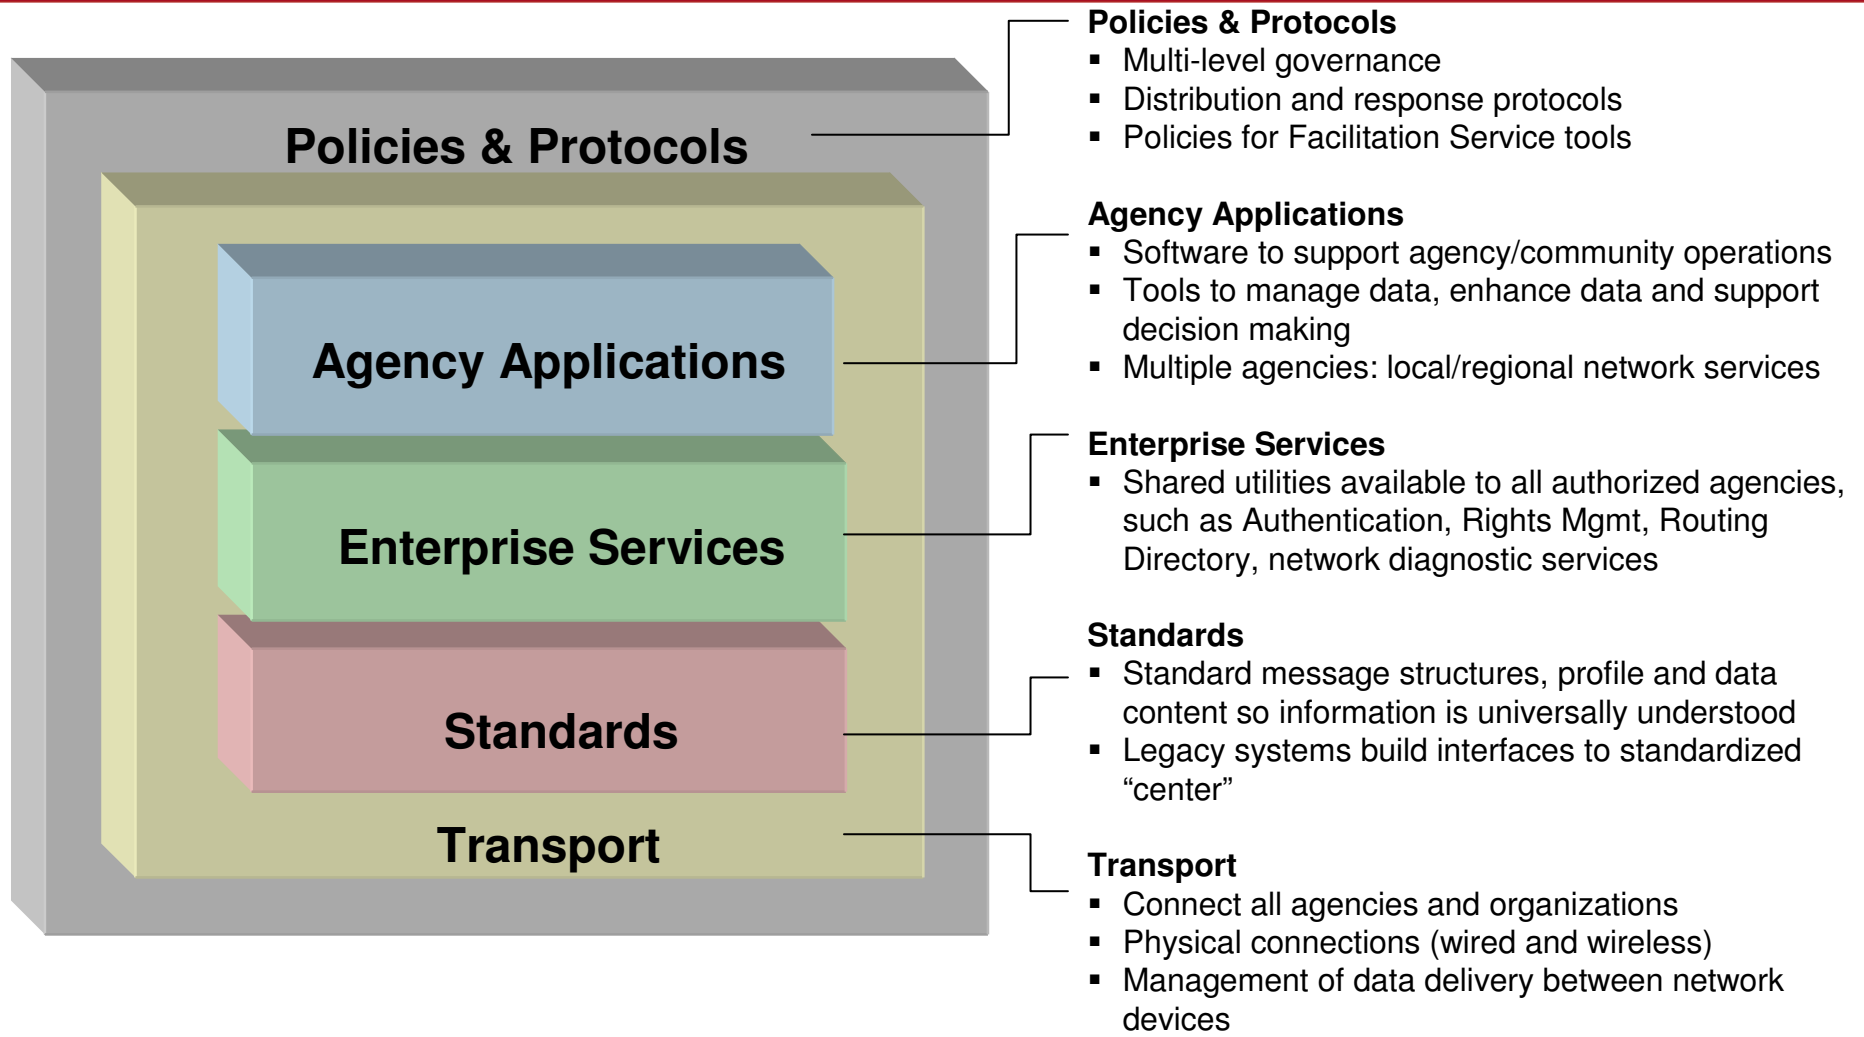 Policies & Protocols
Agency Applications
Enterprise Services
Standards
Transport
Policies & Protocols
▪ Multi-level governance
▪ Distribution and response protocols
▪ Policies for Facilitation Service tools
Agency Applications
▪ Software to support agency/community operations
▪ Tools to manage data, enhance data and support
decision making
▪ Multiple agencies: local/regional network services
Enterprise Services
▪ Shared utilities available to all authorized agencies,
such as Authentication, Rights Mgmt, Routing
Directory, network diagnostic services
Standards
▪ Standard message structures, profile and data
content so information is universally understood
▪ Legacy systems build interfaces to standardized
“center”
Transport
▪ Connect all agencies and organizations
▪ Physical connections (wired and wireless)
▪ Management of data delivery between network
devices